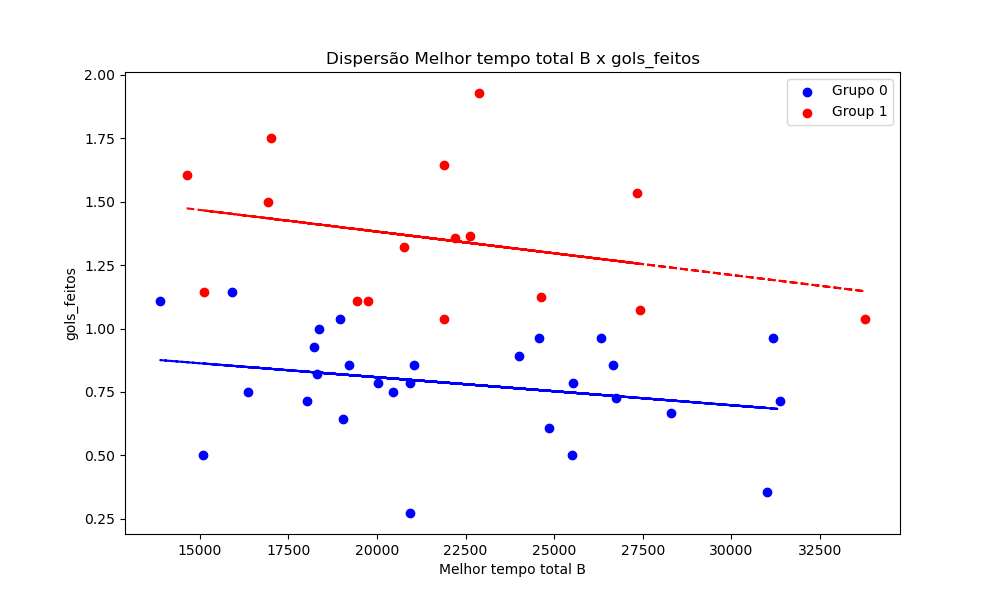 Dispersão Melhor tempo total B x gols_feitos
Grupo 0
Group 1
2.00
1.75
1.50
1.25
1.00
0.75
0.50
0.25
gols_feitos
15000 17500 20000 22500 25000 27500 30000 32500
Melhor tempo total B